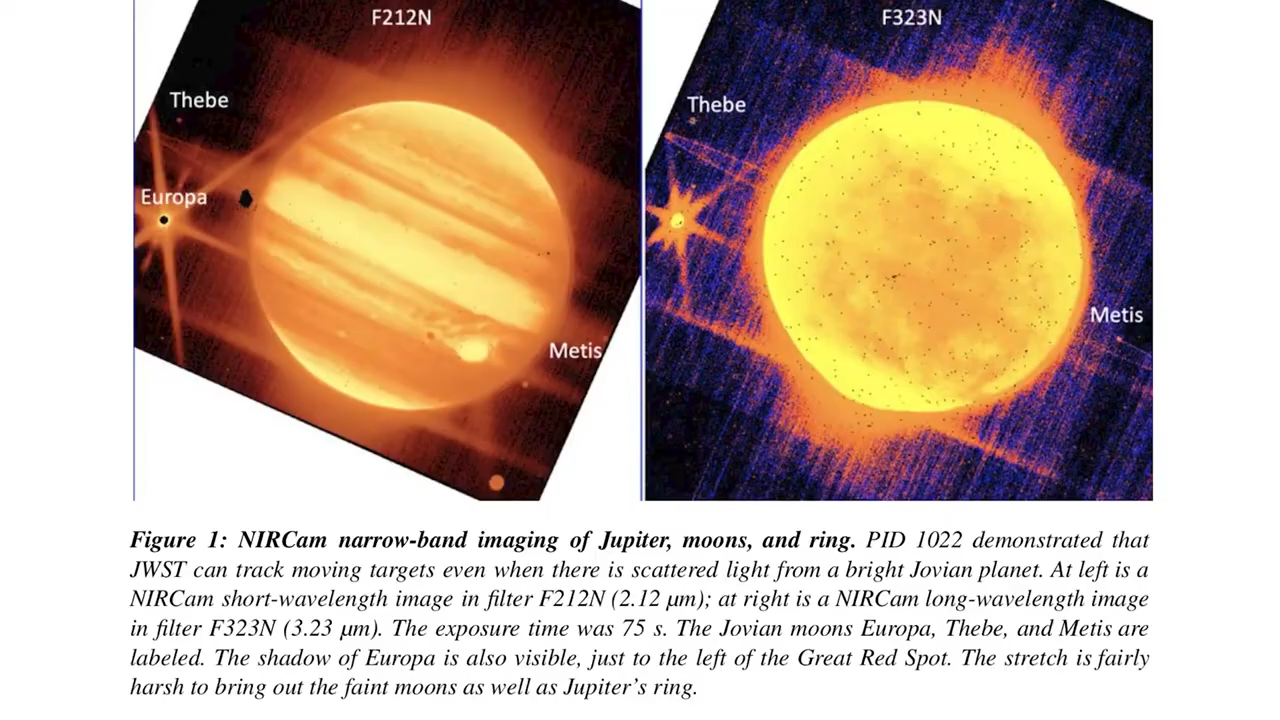 F212N
F323N
Thebe
Thebe
Europa
Metis
Metis
Figure 1: NIRCam narrow-band imaging of Jupiter, moons, and ring. PID 1022 demonstrated that
JWST can track moving targets even when there is scattered light from a bright Jovian planet. At left is a
NIRCam short-wavelength image in filter F212N (2.12 μm); at right is a NIRCam long-wavelength image
in filter F323N (3.23 μm). The exposure time was 75 s. The Jovian moons Europa, Thebe, and Metis are
labeled. The shadow of Europa is also visible, just to the left of the Great Red Spot. The stretch is fairly
harsh to bring out the faint moons as well as Jupiter's ring.